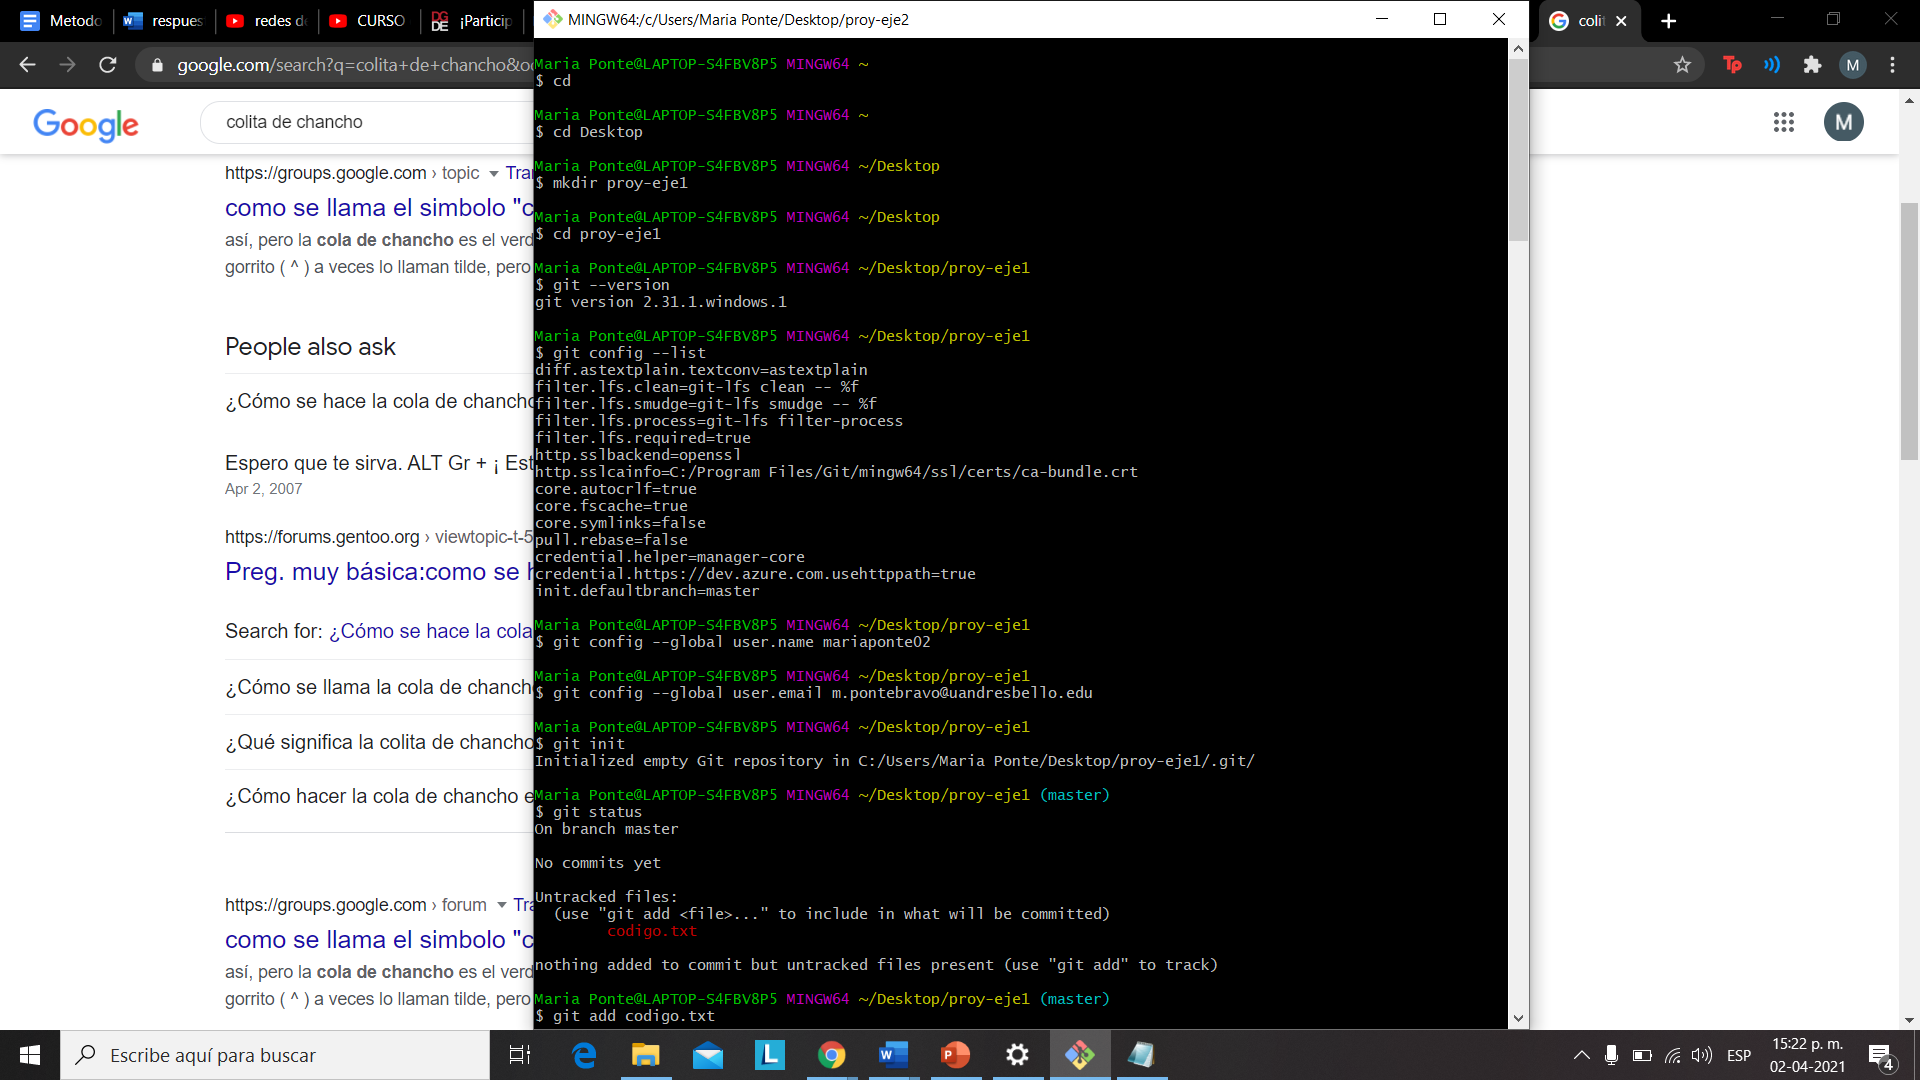 Metodo
respues
redes d
CURSO
¡Particip
MINGW64:/c/Users/Maria Ponte/Desktop/proy-eje2
coli
google.com/search?q=colita+de+chancho&oc
Tp
M
Google
colita de chancho
M
https://groups.google.com › topic
Tra
como se llama el simbolo "c
así, pero la cola de chancho es el verd
gorrito ( ^ ) a veces lo llaman tilde, pero
People also ask
¿Cómo se hace la cola de chancho
Espero que te sirva. ALT Gr + ¡ Est
Apr 2, 2007
https://forums.gentoo.org › viewtopic-t-5
Preg. muy básica:como se h
Search for: ¿Cómo se hace la cola
¿Cómo se llama la cola de chanch
¿Qué significa la colita de chancho
¿Cómo hacer la cola de chancho e
https://groups.google.com › forum
Tra
como se llama el simbolo "c
así, pero la cola de chancho es el verd
gorrito ( ^ ) a veces lo llaman tilde, pero
Maria Ponte@LAPTOP-S4FBV8P5 MINGW64 ~
$ cd
Maria Ponte@LAPTOP-S4FBV8P5 MINGW64 ~
$ cd Desktop
Maria Ponte@LAPTOP-S4FBV8P5 MINGW64 ~/Desktop
$ mkdir proy-eje1
Maria Ponte@LAPTOP-S4FBV8P5 MINGW64 ~/Desktop
$ cd proy-eje1
Maria Ponte@LAPTOP-S4FBV8P5 MINGW64 ~/Desktop/proy-eje1
$ git --version
git version 2.31.1.windows.1
Maria Ponte@LAPTOP-S4FBV8P5 MINGW64 ~/Desktop/proy-eje1
$ git config --list
diff.astextplain.textconv=astextplain
filter.lfs.clean=git-lfs clean -- %f
filter.lfs.smudge=git-lfs smudge -- %f
filter.lfs.process=git-lfs filter-process
filter.lfs.required=true
http.sslbackend=openssl
http.sslcainfo=C:/Program Files/Git/mingw64/ssl/certs/ca-bundle.crt
core.autocrlf=true
core.fscache=true
core.symlinks=false
pull.rebase=false
credential.helper=manager-core
credential.https://dev.azure.com.usehttppath=true
init.defaultbranch=master
Maria Ponte@LAPTOP-S4FBV8P5 MINGW64 ~/Desktop/proy-eje1
$ git config --global user.name mariaponte02
Maria Ponte@LAPTOP-S4FBV8P5 MINGW64 ~/Desktop/proy-eje1
$ git config --global user.email m.pontebravo@uandresbello.edu
Maria Ponte@LAPTOP-S4FBV8P5 MINGW64 ~/Desktop/proy-eje1
$ git init
Initialized empty Git repository in C:/Users/Maria Ponte/Desktop/proy-eje1/.git/
Maria Ponte@LAPTOP-S4FBV8P5 MINGW64 ~/Desktop/proy-eje1 (master)
$ git status
On branch master
No commits yet
Untracked files:
(use "git add <file>..." to include in what will be committed)
codigo.txt
nothing added to commit but untracked files present (use "git add" to track)
Maria Ponte@LAPTOP-S4FBV8P5 MINGW64 ~/Desktop/proy-eje1 (master)
$ git add codigo.txt
Escribe aquí para buscar
ESP
15:22 p. m.
02-04-2021
4